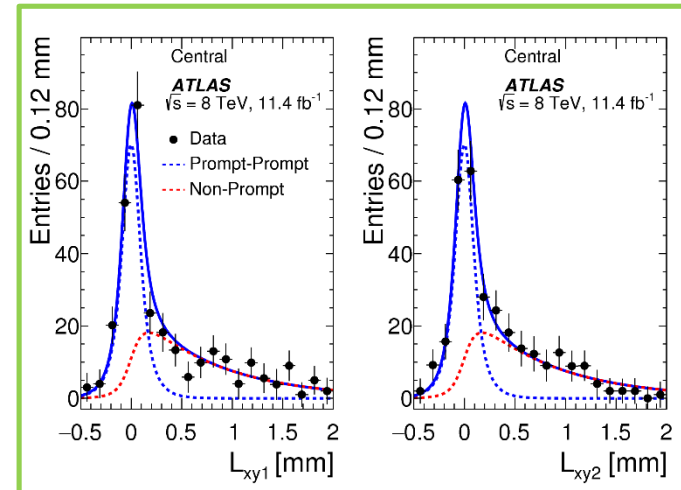 Entries / 0.12 mm
80
60
40
20
0
Central
ATLAS
√s = 8 TeV, 11.4 fb⁻¹
Data
Prompt-Prompt
Non-Prompt
−0.5 0 0.5 1 1.5 2
L_xy1 [mm]
Entries / 0.12 mm
80
60
40
20
0
Central
ATLAS
√s = 8 TeV, 11.4 fb⁻¹
−0.5 0 0.5 1 1.5 2
L_xy2 [mm]